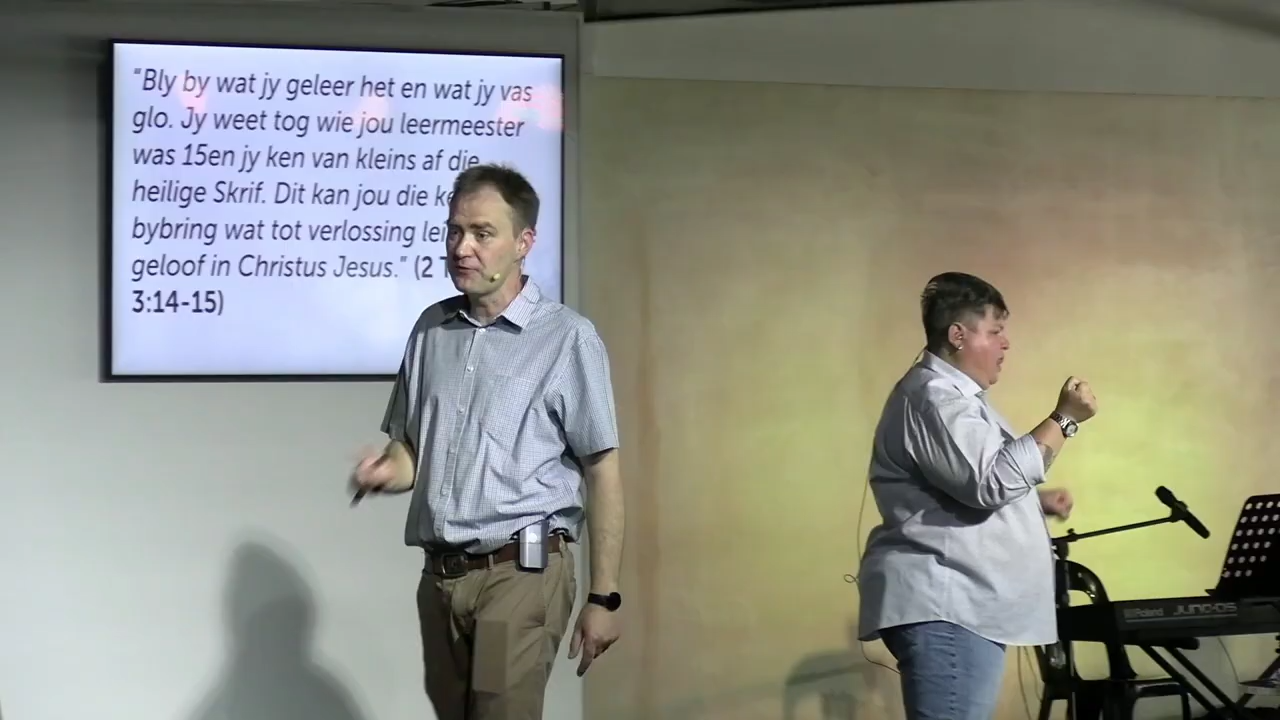 “Bly by wat jy geleer het en wat jy vas
glo. Jy weet tog wie jou leermeester
was 15en jy ken van kleins af die
heilige Skrif. Dit kan jou die
bybring wat tot verlossing
geloof in Christus Jesus.” (2
3:14-15)
Roland JUNO-DS